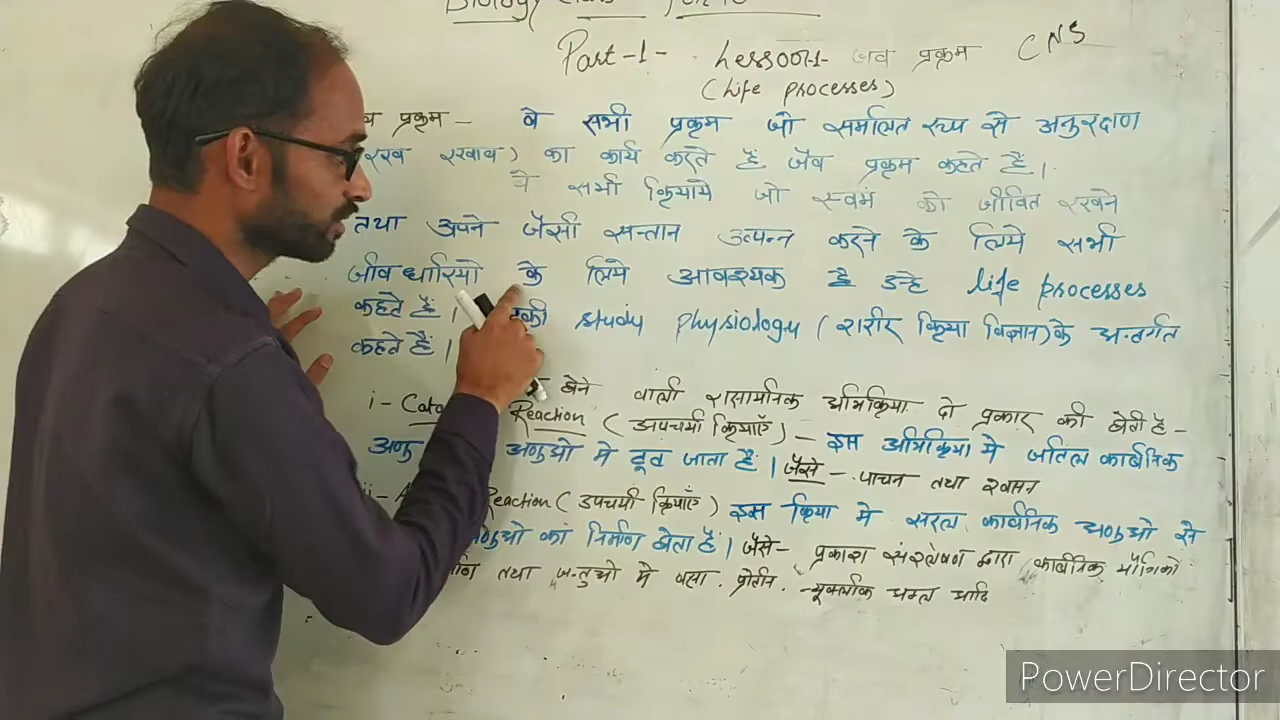 Biology
Part-1- Lesson-1- जव प्रक्रम CNS
(Life Processes)
प्रक्रम - वे सभी प्रक्रम जो सम्मलित रूप से अनुरक्षण
रखाव) का कार्य करते हैं जैव प्रक्रम कहते हैं।
वे सभी क्रियायें जो स्वयं को जीवित रखने
तथा अपने जैसी सन्तान उत्पन्न करने के लिये सभी
जीवधारियों के लिये आवश्यक है उन्हे life processes
कहते हैं। study physiology (शरीर क्रिया विज्ञान) के अन्तर्गत
कहते हैं।
होने वाली रासायनिक अभिक्रिया दो प्रकार की होती है -
i- Reaction (अपचयी क्रियाएँ) - इस अभिक्रिया में जटिल कार्बनिक
अणु अणुओ मे टूट जाता है। जैसे - पाचन तथा श्वसन
ii- Reaction (उपचयी क्रियाएँ) इस क्रिया मे सरल कार्बनिक अणुओ से
अणुओ का निर्माण होता है। जैसे - प्रकाश संश्लेषण द्वारा कार्बनिक यौगिको
तथा जन्तुओ मे वसा, प्रोटीन, न्यूक्लीक अम्ल आदि
PowerDirector